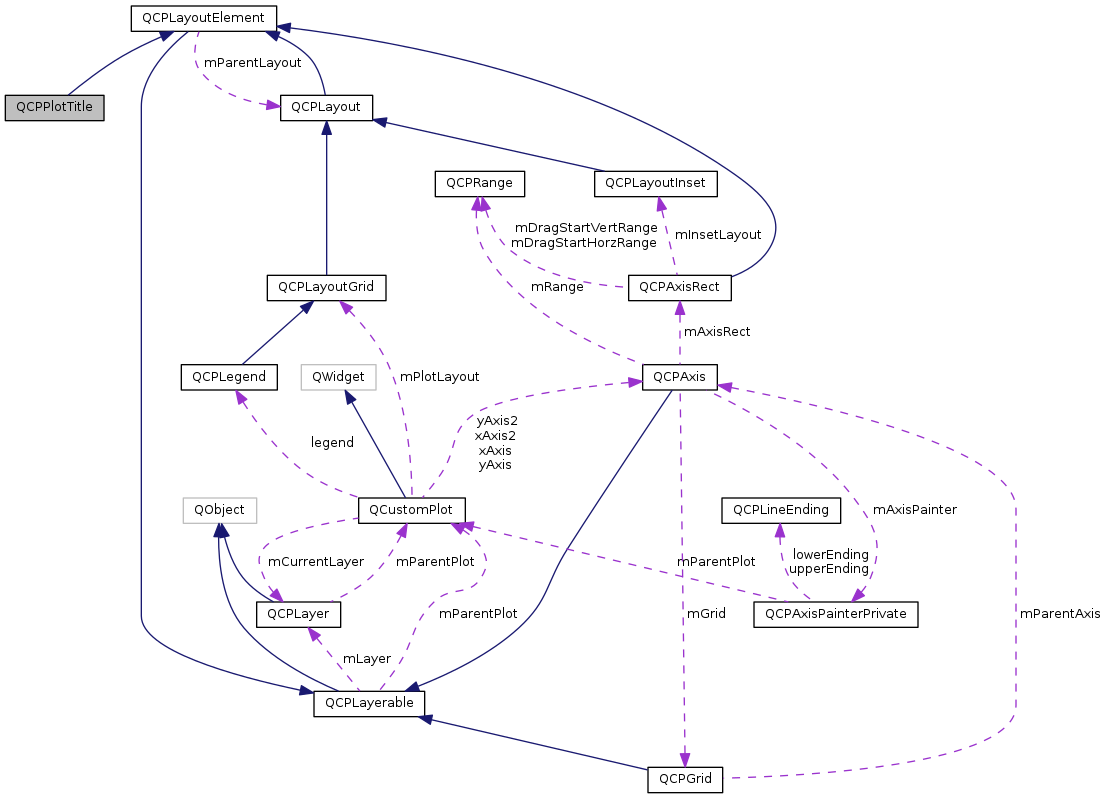 QCPLayoutElement
mParentLayout
QCPPlotTitle
QCPLayout
QCPRange
QCPLayoutInset
mDragStartVertRange
mDragStartHorzRange
mInsetLayout
QCPLayoutGrid
mRange
QCPAxisRect
mAxisRect
QCPLegend
QWidget
mPlotLayout
QCPAxis
yAxis2
xAxis2
xAxis
yAxis
legend
QObject
QCustomPlot
QCPLineEnding
mAxisPainter
mCurrentLayer
mParentPlot
mParentPlot
lowerEnding
upperEnding
QCPLayer
mParentPlot
mGrid
QCPAxisPainterPrivate
mParentAxis
mLayer
QCPLayerable
QCPGrid